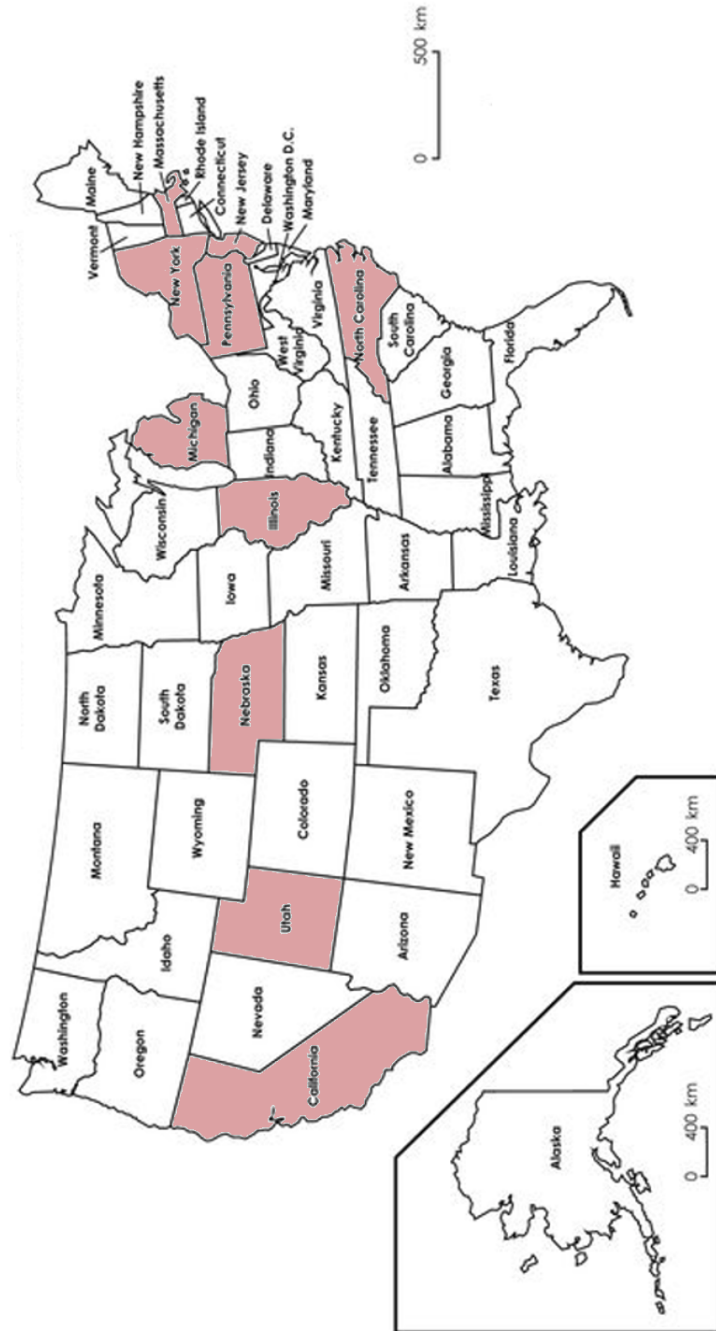 Washington
Oregon
California
Nevada
Idaho
Montana
Wyoming
Utah
Arizona
Colorado
New Mexico
North
Dakota
South
Dakota
Nebraska
Kansas
Oklahoma
Texas
Minnesota
Iowa
Missouri
Arkansas
Louisiana
Wisconsin
Illinois
Mississippi
Michigan
Indiana
Ohio
Kentucky
Tennessee
Alabama
Georgia
Florida
South
Carolina
North Carolina
Virginia
West
Virginia
Pennsylvania
New York
Vermont
Maine
New Hampshire
Massachusetts
Rhode Island
Connecticut
New Jersey
Delaware
Washington D.C.
Maryland
Alaska
0 400 km
Hawaii
0 400 km
0 500 km